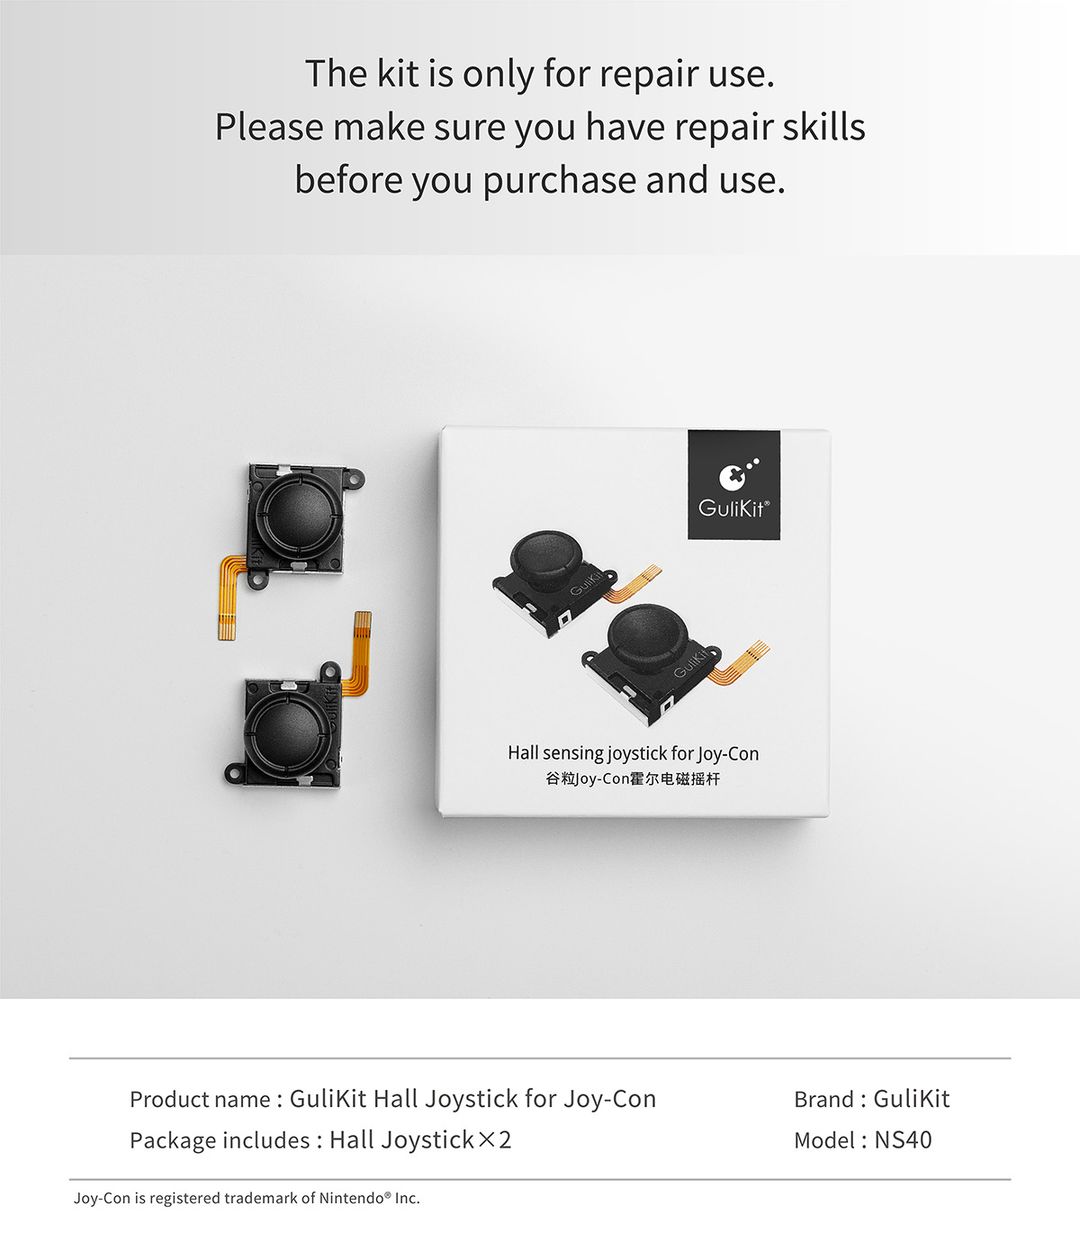 The kit is only for repair use.
Please make sure you have repair skills
before you purchase and use.
GuliKit®
GuliKit
GuliKit
GuliKit
Hall sensing joystick for Joy-Con
谷粒Joy-Con霍尔电磁摇杆
Product name : GuliKit Hall Joystick for Joy-Con
Brand : GuliKit
Package includes : Hall Joystick×2
Model : NS40
Joy-Con is registered trademark of Nintendo® Inc.